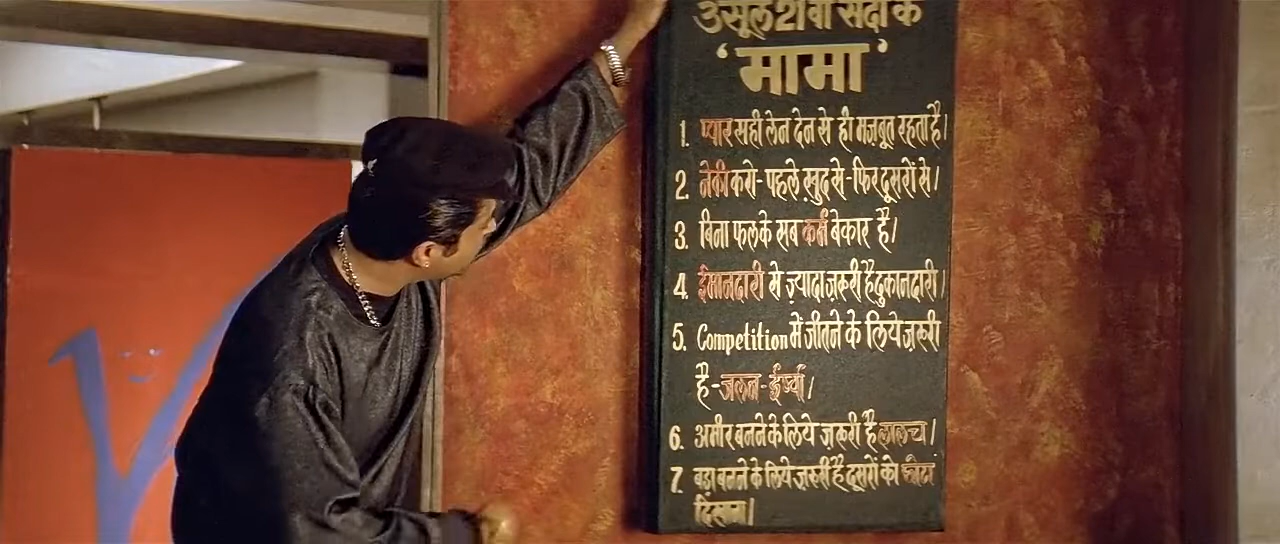 उसूल 21वी सदी के
‘मामा’
1. प्यार सही लेन देन से ही मज़बूत रहता है।
2. नेकी करो - पहले ख़ुद से - फिर दूसरों से।
3. बिना फल के सब कर्म बेकार है।
4. ईमानदारी से ज़्यादा ज़रूरी है दुकानदारी।
5. Competition में जीतने के लिये ज़रूरी
है - जलन - ईर्ष्या।
6. अमीर बनने के लिये ज़रूरी है लालच।
7. बड़ा बनने के लिये ज़रूरी है दूसरों को छोटा
दिखाना।